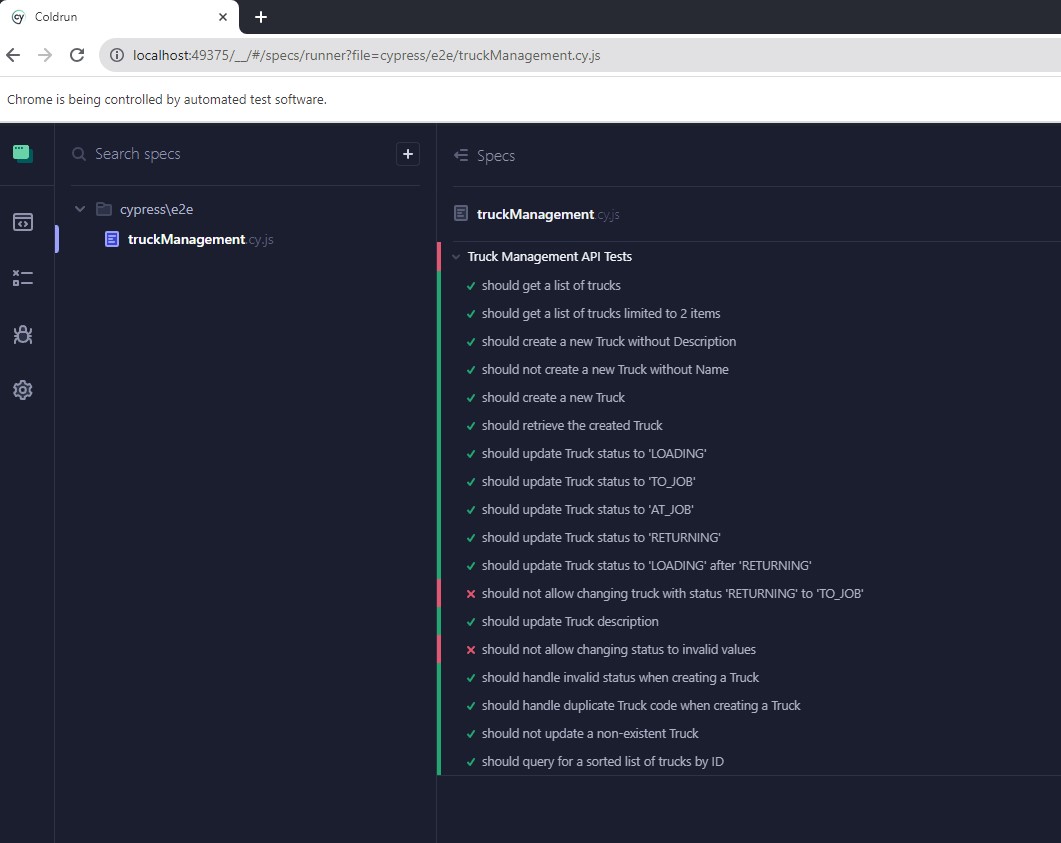 Coldrun
localhost:49375/__/#/specs/runner?file=cypress/e2e/truckManagement.cy.js
Chrome is being controlled by automated test software.
Search specs
cypress\e2e
truckManagement.cy.js
Specs
truckManagement.cy.js
Truck Management API Tests
should get a list of trucks
should get a list of trucks limited to 2 items
should create a new Truck without Description
should not create a new Truck without Name
should create a new Truck
should retrieve the created Truck
should update Truck status to 'LOADING'
should update Truck status to 'TO_JOB'
should update Truck status to 'AT_JOB'
should update Truck status to 'RETURNING'
should update Truck status to 'LOADING' after 'RETURNING'
should not allow changing truck with status 'RETURNING' to 'TO_JOB'
should update Truck description
should not allow changing status to invalid values
should handle invalid status when creating a Truck
should handle duplicate Truck code when creating a Truck
should not update a non-existent Truck
should query for a sorted list of trucks by ID